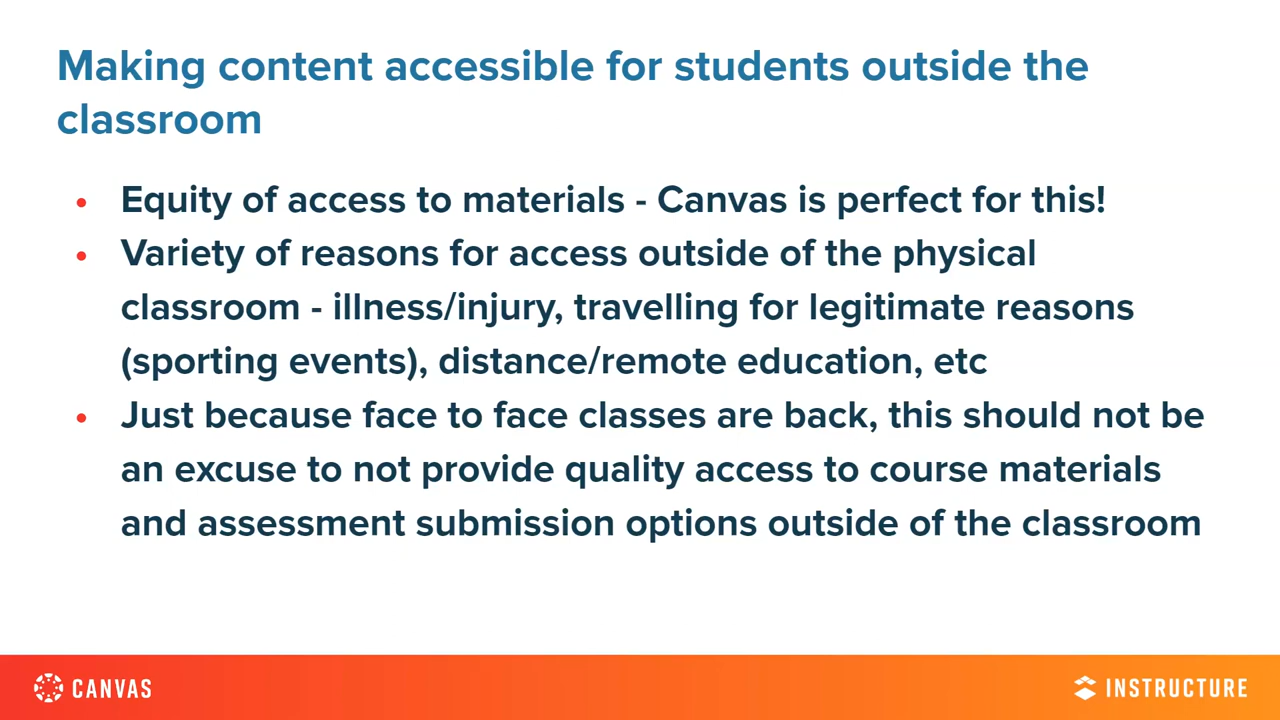 Making content accessible for students outside the
classroom
• Equity of access to materials - Canvas is perfect for this!
• Variety of reasons for access outside of the physical
classroom - illness/injury, travelling for legitimate reasons
(sporting events), distance/remote education, etc
• Just because face to face classes are back, this should not be
an excuse to not provide quality access to course materials
and assessment submission options outside of the classroom
CANVAS
INSTRUCTURE